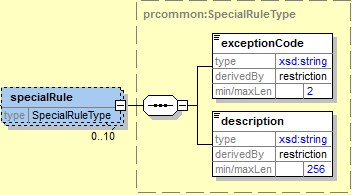 prcommon:SpecialRuleType
exceptionCode
type xsd:string
derivedBy restriction
min/maxLen 2
specialRule
type SpecialRuleType
0..10
description
type xsd:string
derivedBy restriction
min/maxLen 256